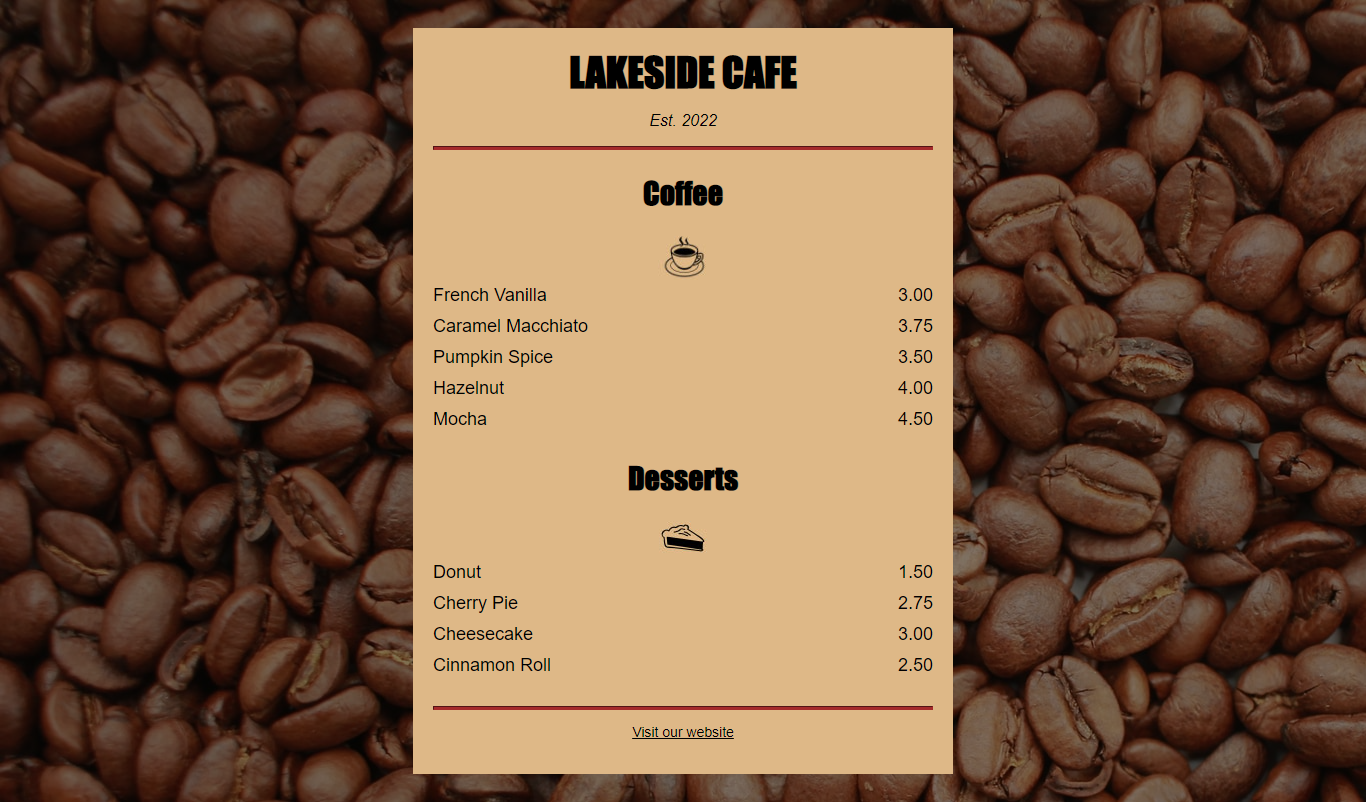 LAKESIDE CAFE
Est. 2022
Coffee
French Vanilla 3.00
Caramel Macchiato 3.75
Pumpkin Spice 3.50
Hazelnut 4.00
Mocha 4.50
Desserts
Donut 1.50
Cherry Pie 2.75
Cheesecake 3.00
Cinnamon Roll 2.50
Visit our website